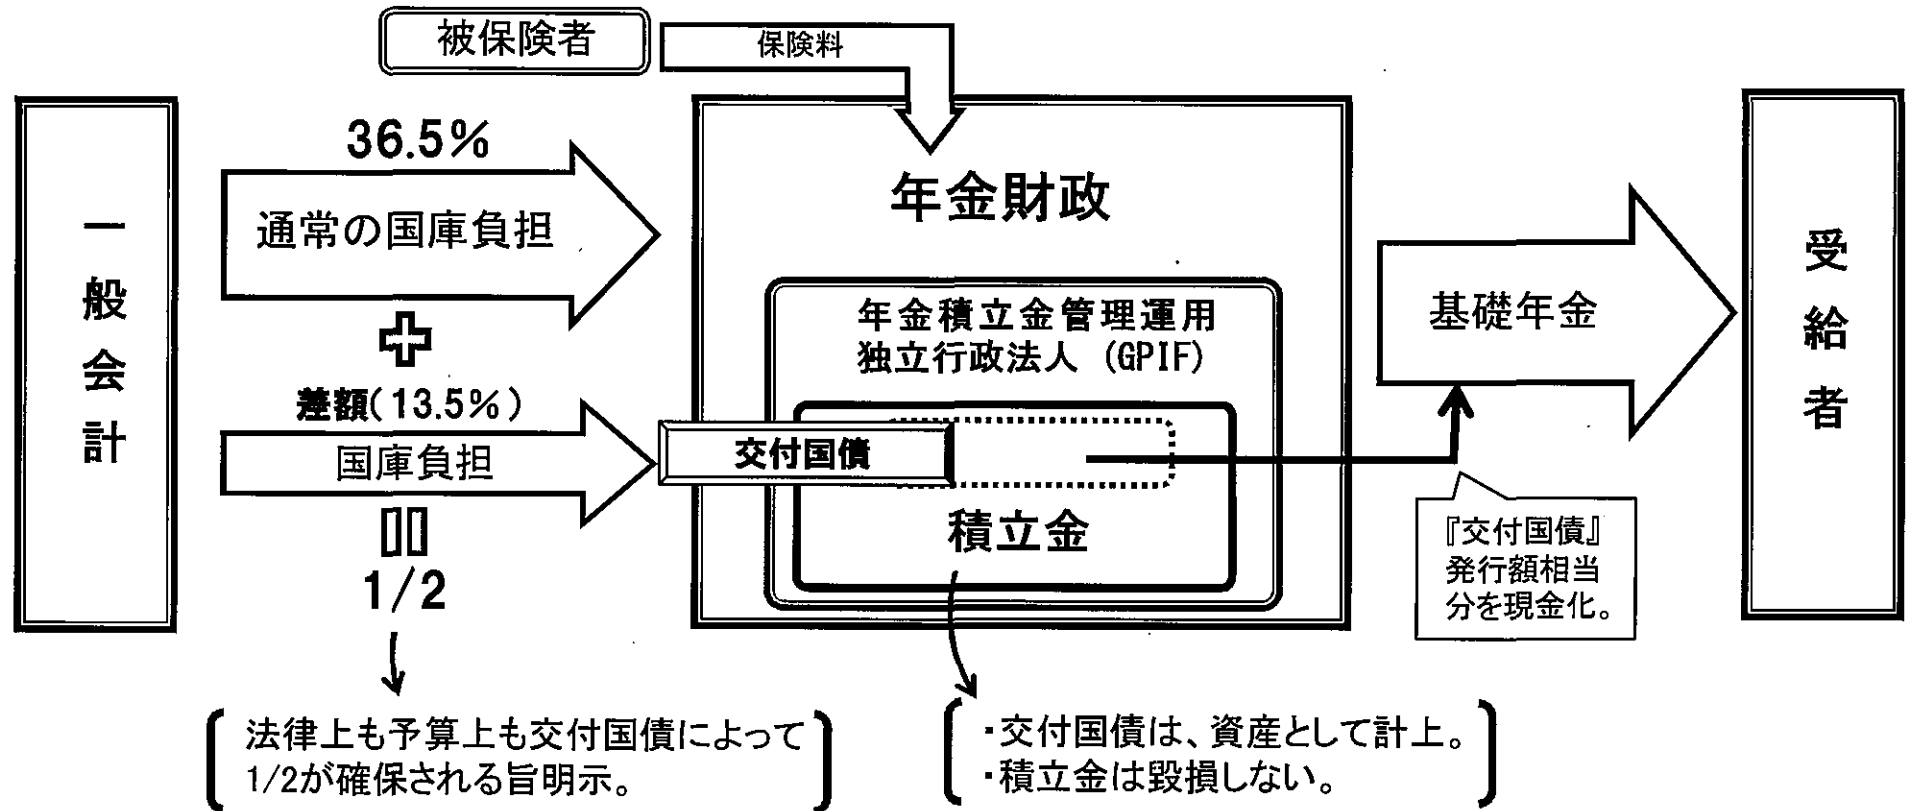 被保険者
保険料
一般会計
36.5%
通常の国庫負担
+
差額(13.5%)
国庫負担
1/2
年金財政
年金積立金管理運用
独立行政法人 (GPIF)
交付国債
積立金
基礎年金
受給者
『交付国債』
発行額相当
分を現金化。
法律上も予算上も交付国債によって
1/2が確保される旨明示。
・交付国債は、資産として計上。
・積立金は毀損しない。